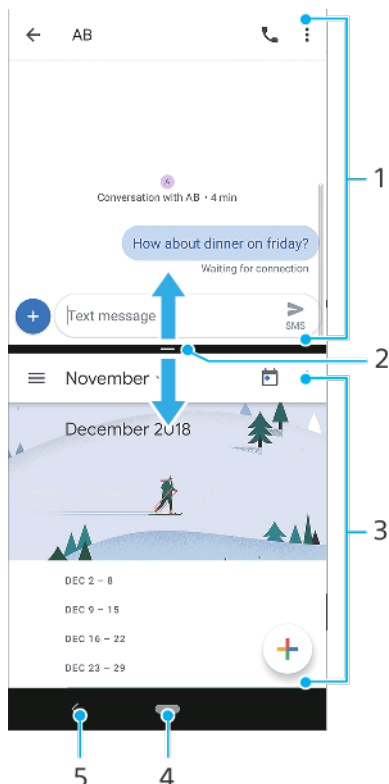 AB
1
Conversation with AB • 4 min
How about dinner on friday?
Waiting for connection
Text message
SMS
2
November
December 2018
3
DEC 2 – 8
DEC 9 – 15
DEC 16 – 22
DEC 23 – 29
5
4